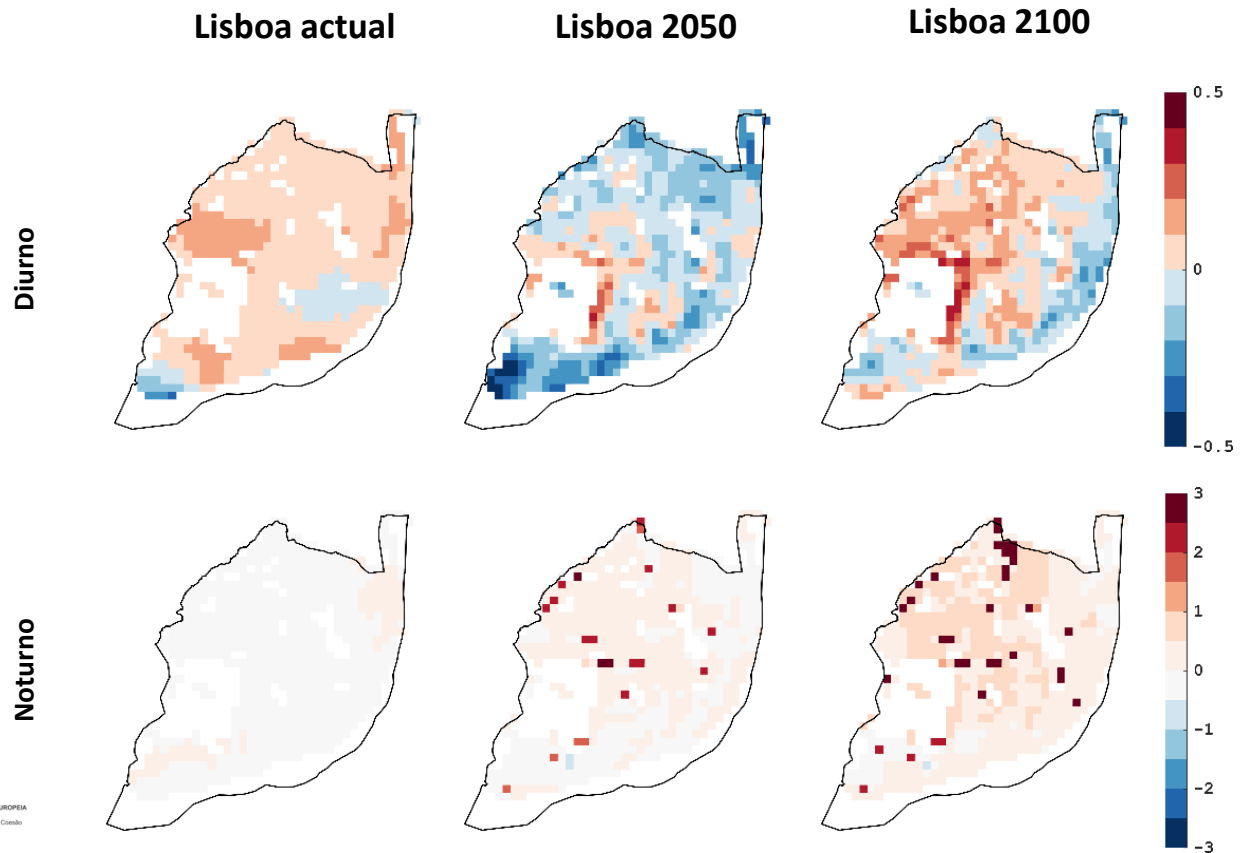 Lisboa actual
Lisboa 2050
Lisboa 2100
Diurno
0.5
0
-0.5
Noturno
3
2
1
0
-1
-2
-3
UROPEIA
Coesão